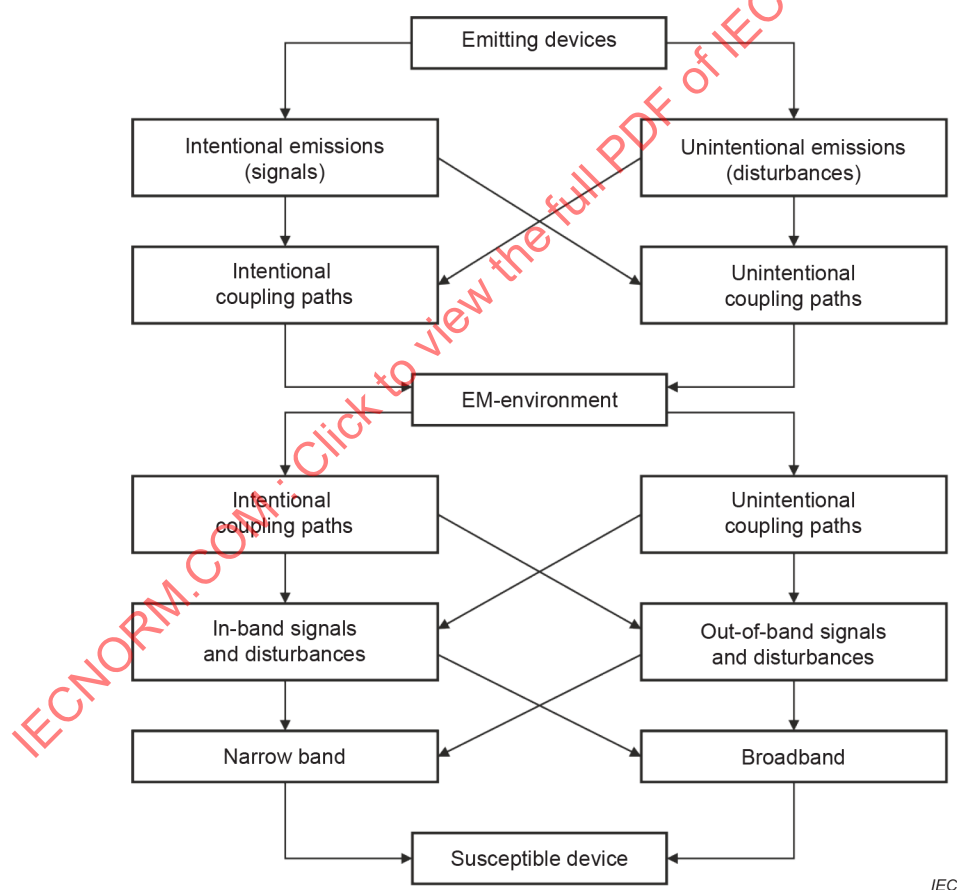 Emitting devices
Intentional emissions
(signals)
Unintentional emissions
(disturbances)
Intentional
coupling paths
Unintentional
coupling paths
EM-environment
Intentional
coupling paths
Unintentional
coupling paths
In-band signals
and disturbances
Out-of-band signals
and disturbances
Narrow band
Broadband
Susceptible device
IEC
IECNORM.COM : Click to view the full PDF of IEC